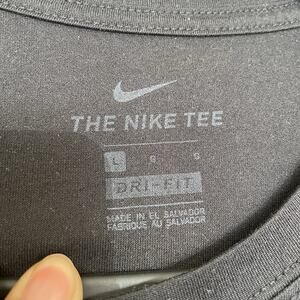 THE NIKE TEE
L G G
DRI-FIT
MADE IN EL SALVADOR
FABRIQUE AU SALVADOR